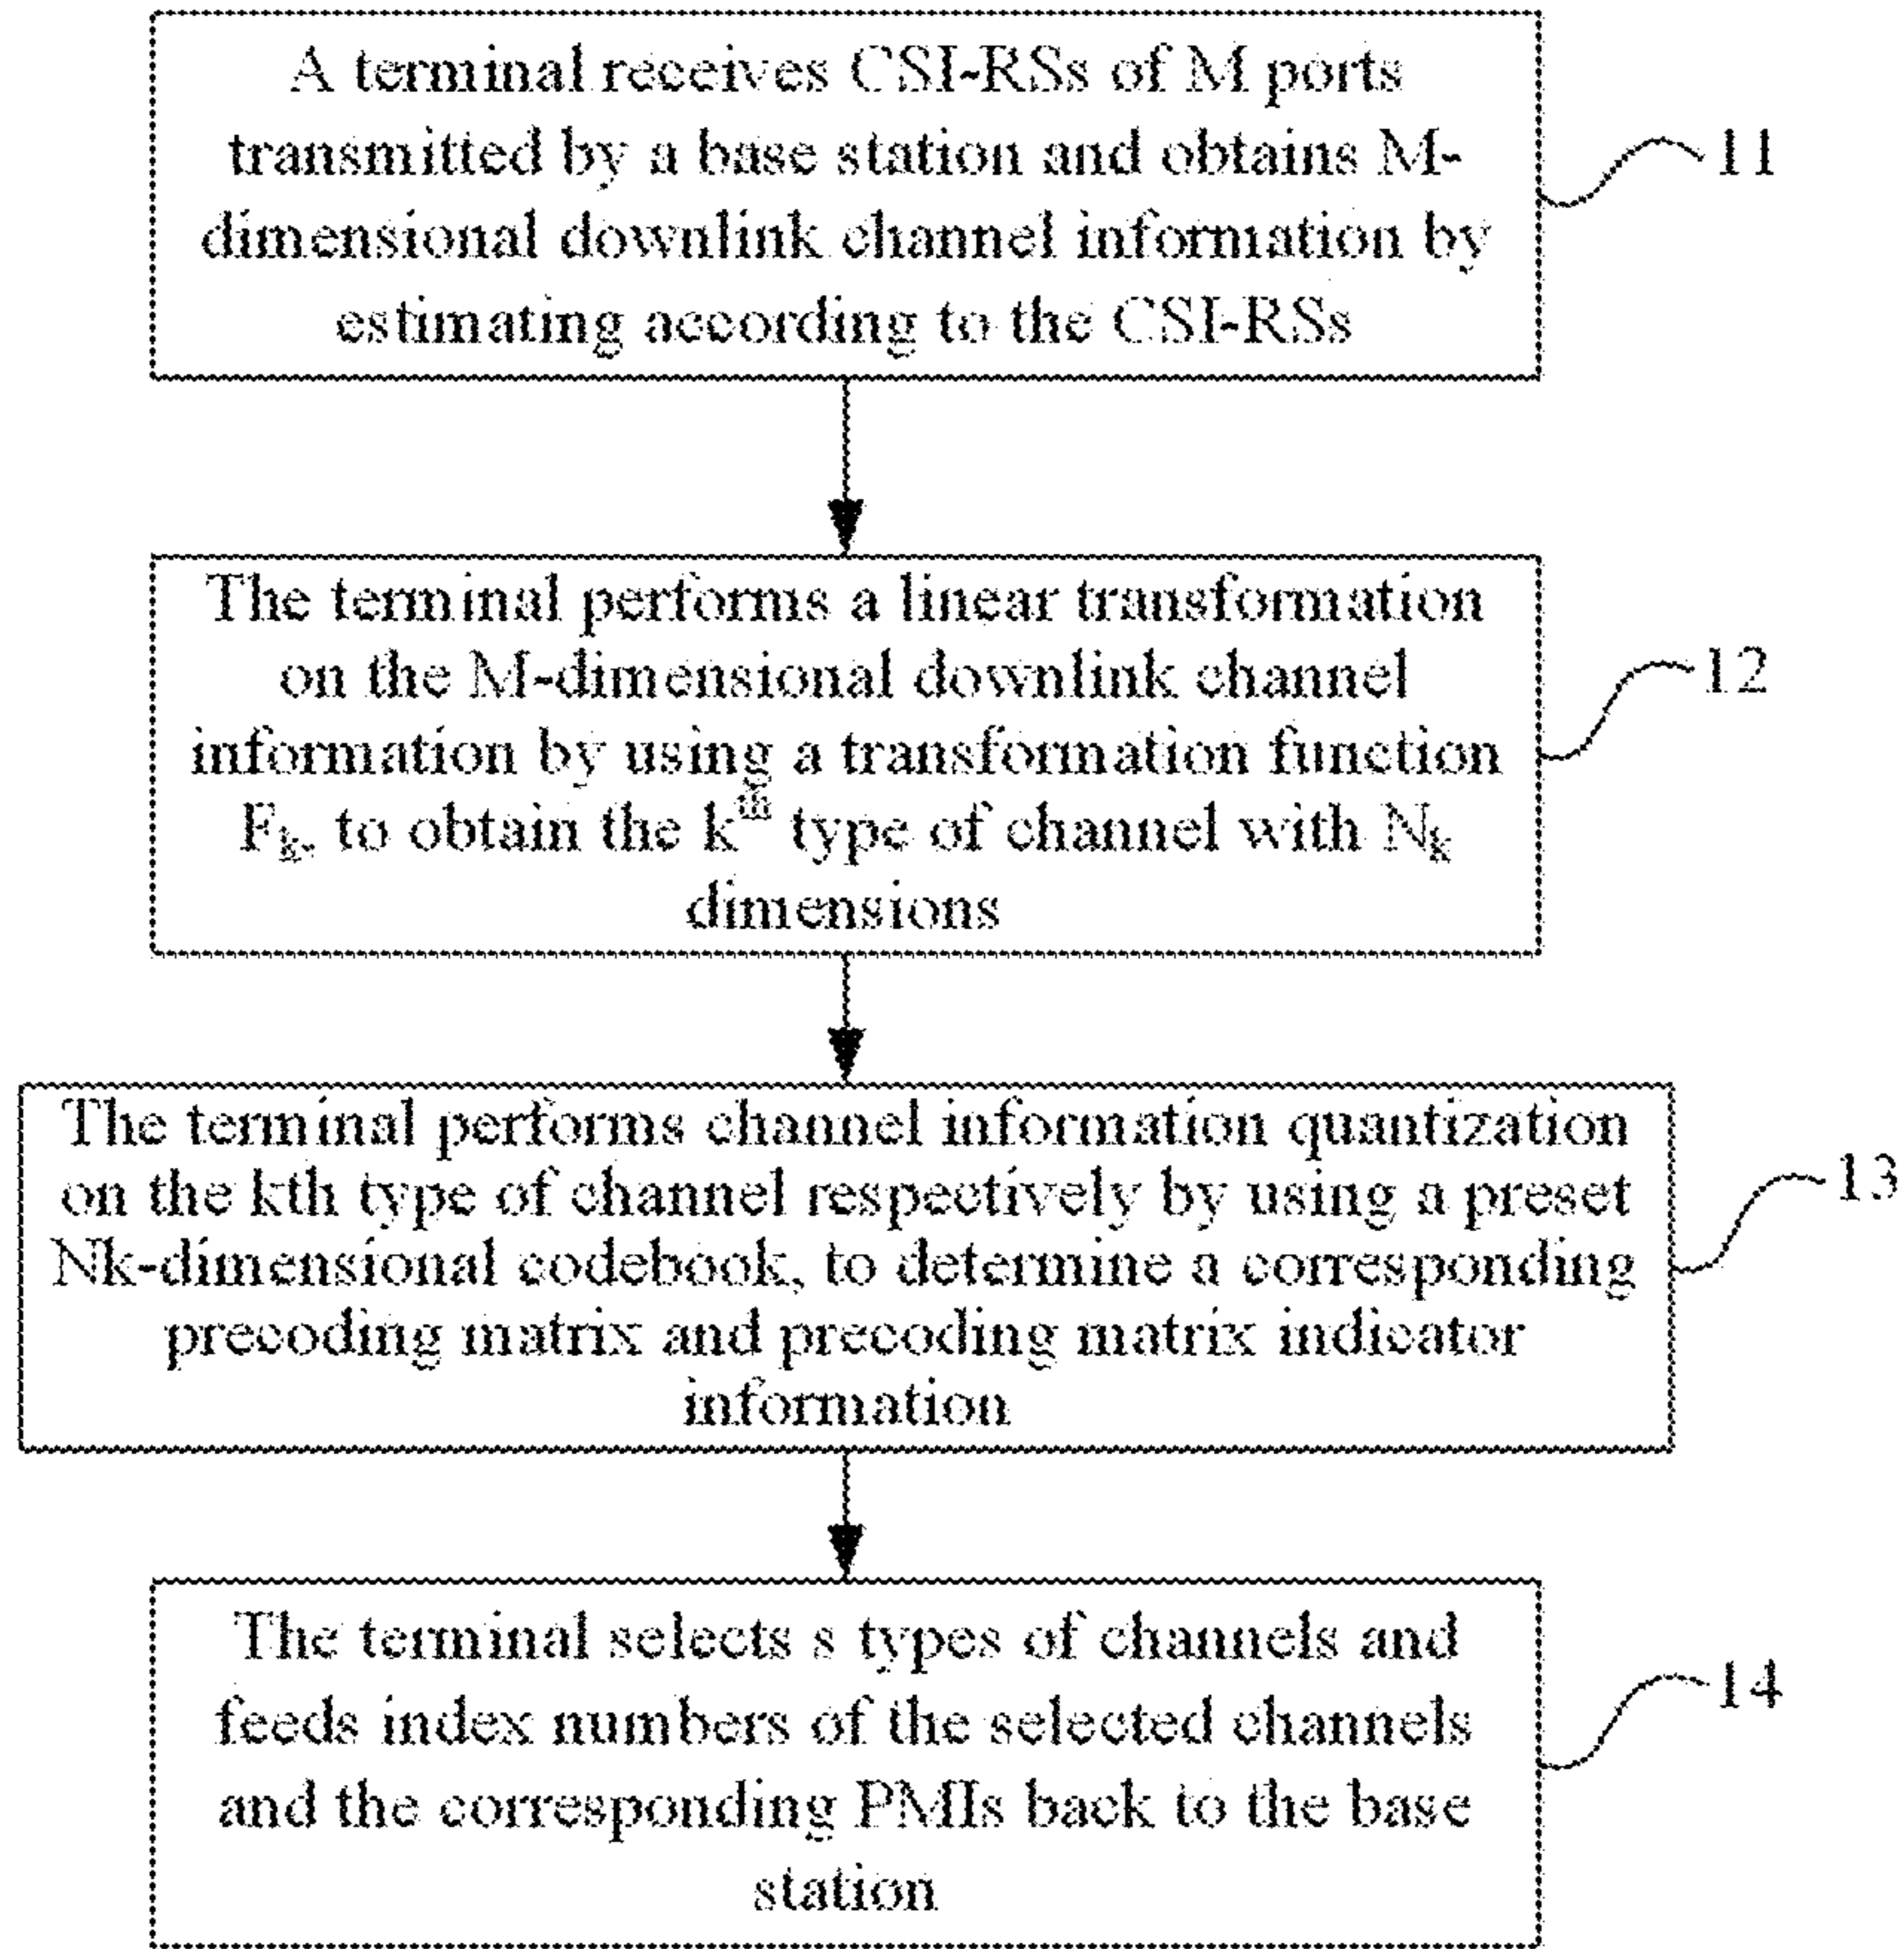 A terminal receives CSI-RSs of M ports
transmitted by a base station and obtains M-
dimensional downlink channel information by
estimating according to the CSI-RSs
11
The terminal performs a linear transformation
on the M-dimensional downlink channel
information by using a transformation function
Fk, to obtain the kth type of channel with Nk
dimensions
12
The terminal performs channel information quantization
on the kth type of channel respectively by using a preset
Nk-dimensional codebook, to determine a corresponding
precoding matrix and precoding matrix indicator
information
13
The terminal selects s types of channels and
feeds index numbers of the selected channels
and the corresponding PMIs back to the base
station
14